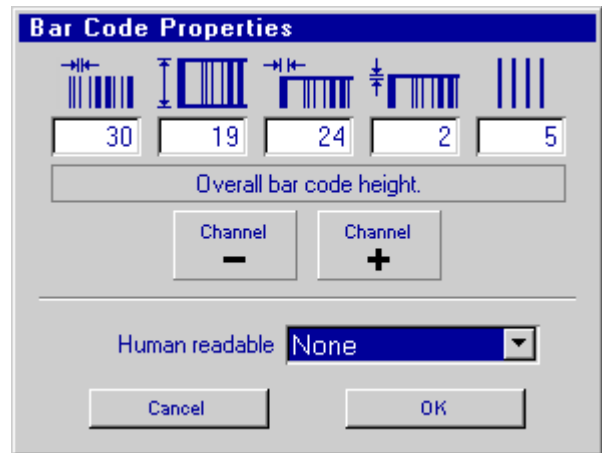 Bar Code Properties
30 19 24 2 5
Overall bar code height.
Channel Channel
− +
Human readable None
Cancel OK